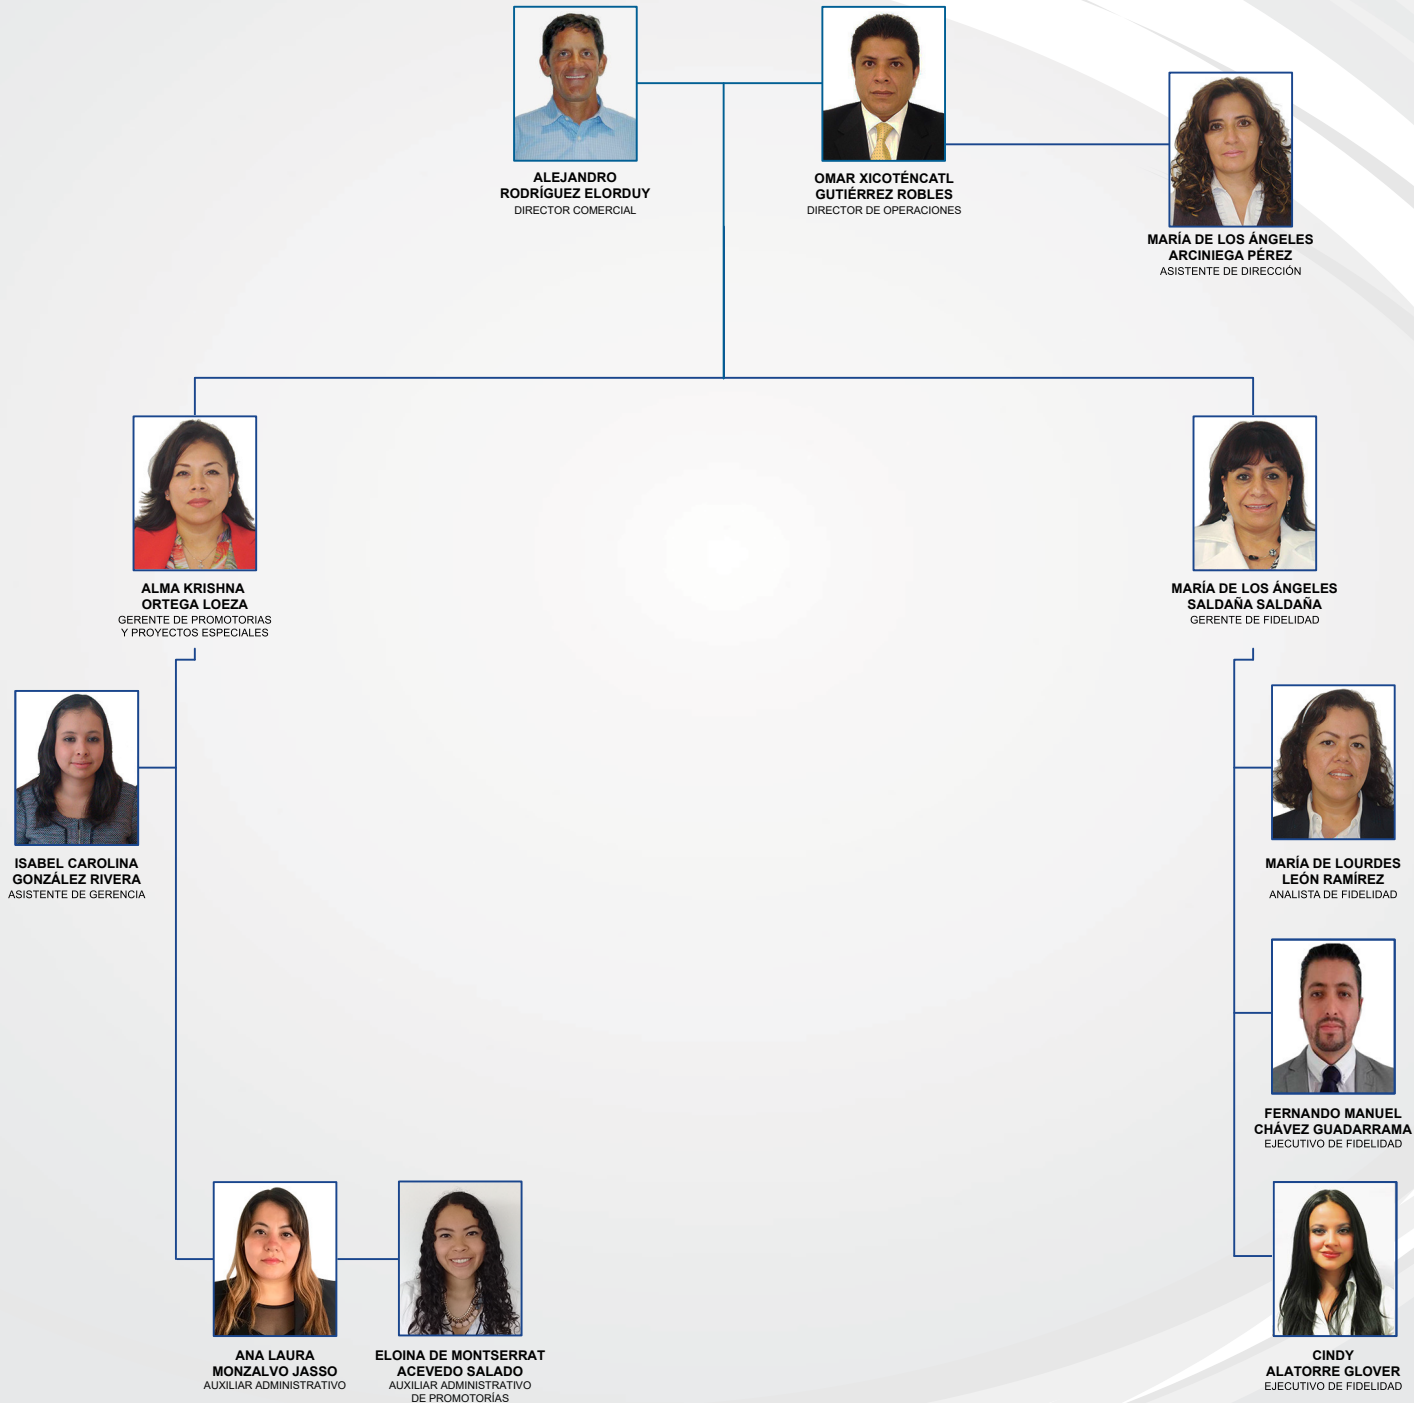 ALEJANDRO
RODRÍGUEZ ELORDUY
DIRECTOR COMERCIAL
OMAR XICOTÉNCATL
GUTIÉRREZ ROBLES
DIRECTOR DE OPERACIONES
MARÍA DE LOS ÁNGELES
ARCINIEGA PÉREZ
ASISTENTE DE DIRECCIÓN
ALMA KRISHNA
ORTEGA LOEZA
GERENTE DE PROMOTORIAS
Y PROYECTOS ESPECIALES
MARÍA DE LOS ÁNGELES
SALDAÑA SALDAÑA
GERENTE DE FIDELIDAD
ISABEL CAROLINA
GONZÁLEZ RIVERA
ASISTENTE DE GERENCIA
MARÍA DE LOURDES
LEÓN RAMÍREZ
ANALISTA DE FIDELIDAD
FERNANDO MANUEL
CHÁVEZ GUADARRAMA
EJECUTIVO DE FIDELIDAD
ANA LAURA
MONZALVO JASSO
AUXILIAR ADMINISTRATIVO
ELOINA DE MONTSERRAT
ACEVEDO SALADO
AUXILIAR ADMINISTRATIVO
DE PROMOTORÍAS
CINDY
ALATORRE GLOVER
EJECUTIVO DE FIDELIDAD